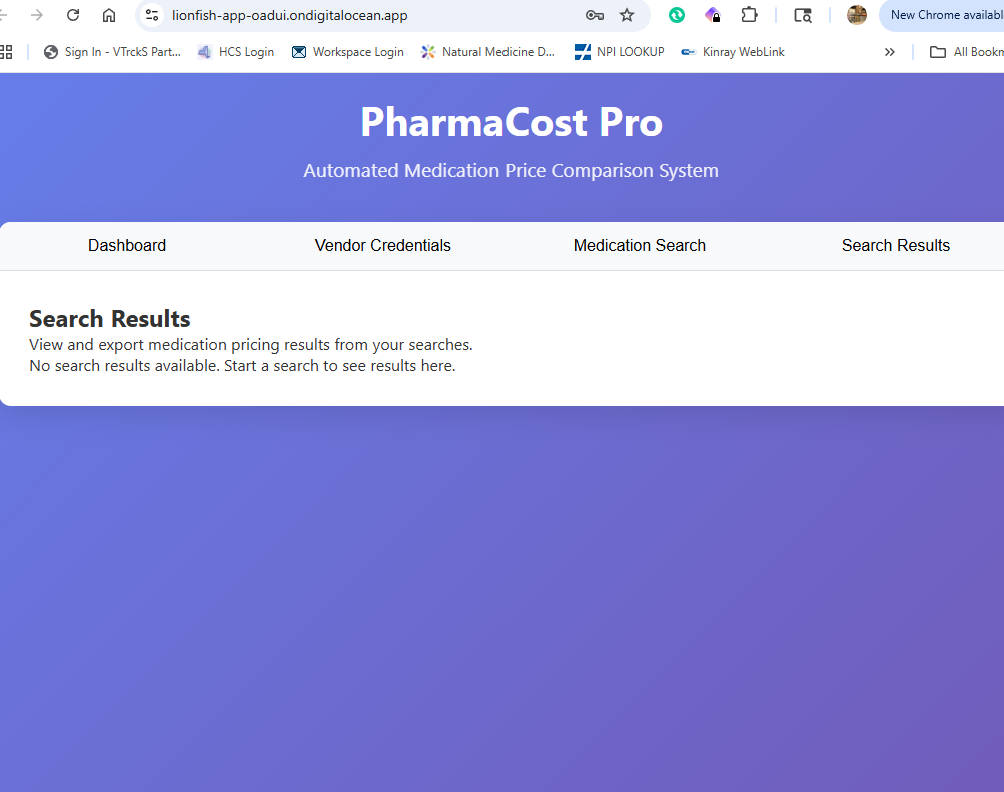 lionfish-app-oadui.ondigitalocean.app
New Chrome availabl
Sign In - VTrckS Part... HCS Login Workspace Login Natural Medicine D... NPI LOOKUP Kinray WebLink » All Bookm
PharmaCost Pro
Automated Medication Price Comparison System
Dashboard Vendor Credentials Medication Search Search Results
Search Results
View and export medication pricing results from your searches.
No search results available. Start a search to see results here.